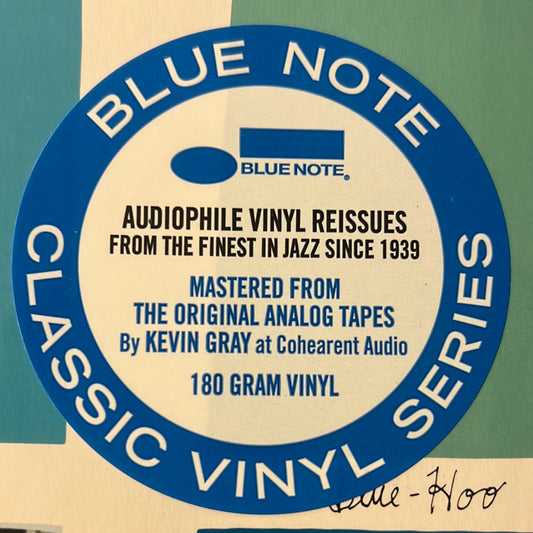 BLUE NOTE
BLUE NOTE®
AUDIOPHILE VINYL REISSUES
FROM THE FINEST IN JAZZ SINCE 1939
MASTERED FROM
THE ORIGINAL ANALOG TAPES
By KEVIN GRAY at Cohearent Audio
180 GRAM VINYL
CLASSIC VINYL SERIES
-Hoo